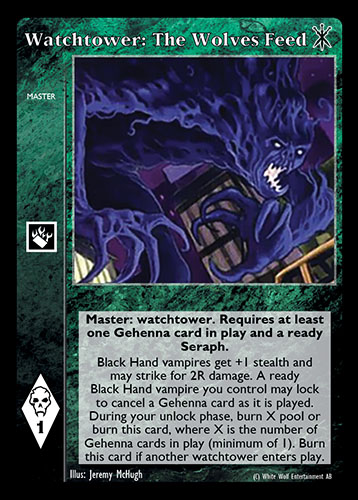 Watchtower: The Wolves Feed
MASTER
Master: watchtower. Requires at least
one Gehenna card in play and a ready
Seraph.
Black Hand vampires get +1 stealth and
may strike for 2R damage. A ready
Black Hand vampire you control may lock
to cancel a Gehenna card as it is played.
During your unlock phase, burn X pool or
burn this card, where X is the number of
Gehenna cards in play (minimum of 1). Burn
this card if another watchtower enters play.
1
Illus: Jeremy McHugh
(C) White Wolf Entertainment AB